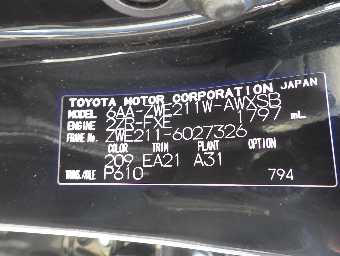 TOYOTA MOTOR CORPORATION JAPAN
MODEL 6AA-ZWE211W-AWXSB
ENGINE 2ZR-FXE 1797 mL
FRAME No. ZWE211-6027326
COLOR TRIM PLANT OPTION
209 EA21 A31
TRANS./AXLE P610 794